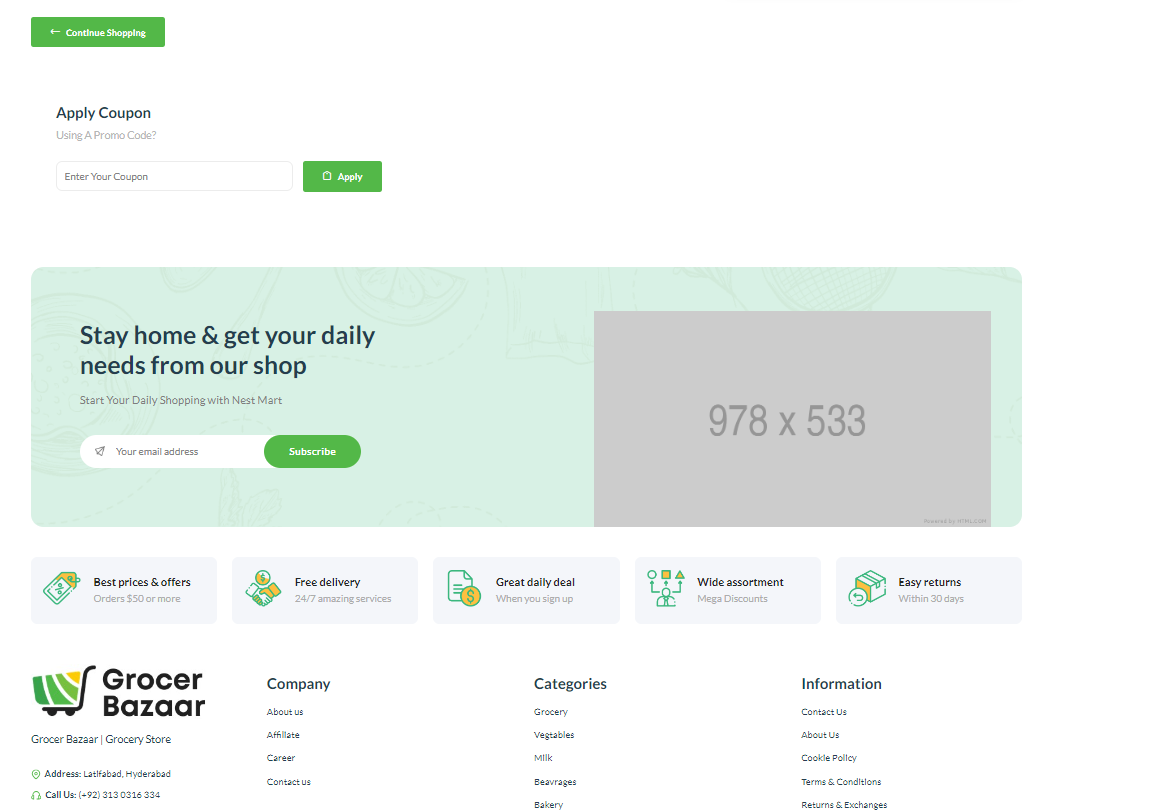 Continue Shopping
Apply Coupon
Using A Promo Code?
Enter Your Coupon
Apply
Stay home & get your daily
needs from our shop
Start Your Daily Shopping with Nest Mart
Your email address
Subscribe
978 x 533
Powered by HTML.COM
Best prices & offers
Orders $50 or more
Free delivery
24/7 amazing services
Great daily deal
When you sign up
Wide assortment
Mega Discounts
Easy returns
Within 30 days
Grocer
Bazaar
Grocer Bazaar | Grocery Store
Address: Latifabad, Hyderabad
Call Us: (+92) 313 0316 334
Company
About us
Affiliate
Career
Contact us
Categories
Grocery
Vegtables
Milk
Beavrages
Bakery
Information
Contact Us
About Us
Cookie Policy
Terms & Conditions
Returns & Exchanges